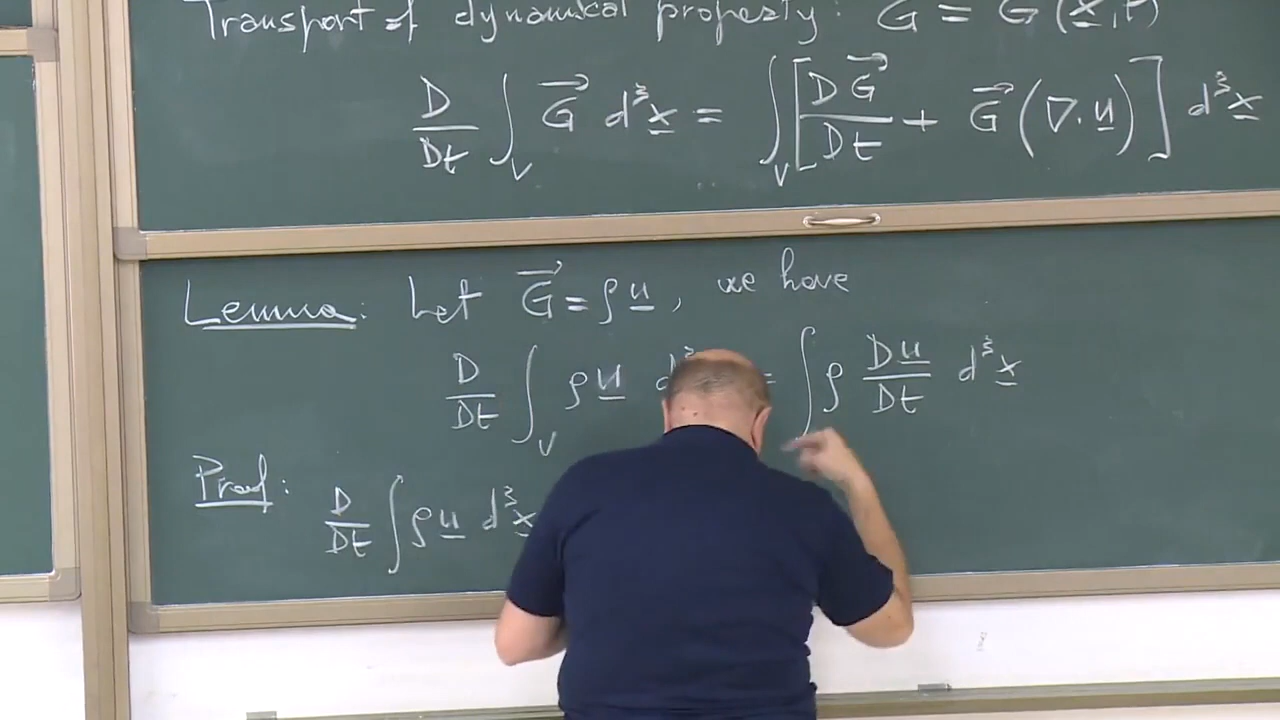 Transport of dynamical property: G = G(x,t)
D/Dt ∫_V G⃗ d³x = ∫_V [DG⃗/Dt + G⃗(∇·u)] d³x
Lemma: Let G⃗ = ρu, we have
D/Dt ∫_V ρu d³ = ∫ρ Du/Dt d³x
Proof: D/Dt ∫ρu d³x